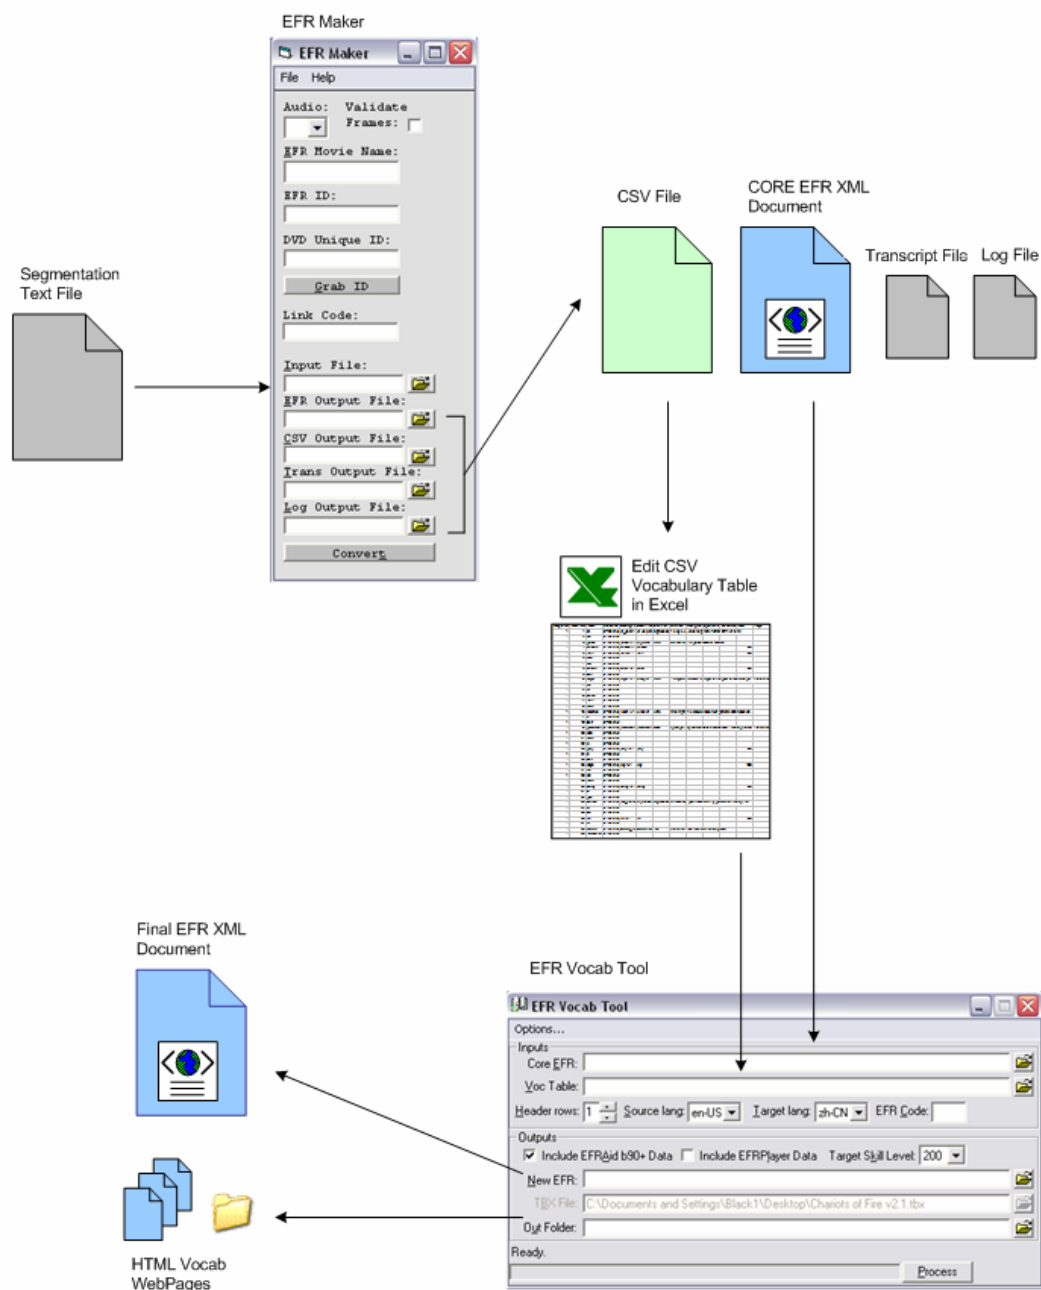 EFR Maker
EFR Maker
File Help
Audio: Validate
Frames:
EFR Movie Name:
EFR ID:
DVD Unique ID:
Grab ID
Link Code:
Input File:
EFR Output File:
CSV Output File:
Trans Output File:
Log Output File:
Convert
Segmentation
Text File
CSV File
CORE EFR XML
Document
Transcript File
Log File
Edit CSV
Vocabulary Table
in Excel
Final EFR XML
Document
HTML Vocab
WebPages
EFR Vocab Tool
EFR Vocab Tool
Options...
Inputs
Core EFR:
Voc Table:
Header rows: 1 Source lang: en-US Target lang: zh-CN EFR Code:
Outputs
Include EFRAid b90+ Data Include EFRPlayer Data Target Skill Level: 200
New EFR:
TBX File: C:\Documents and Settings\Black1\Desktop\Chariots of Fire v2.1.tbx
Out Folder:
Ready.
Process